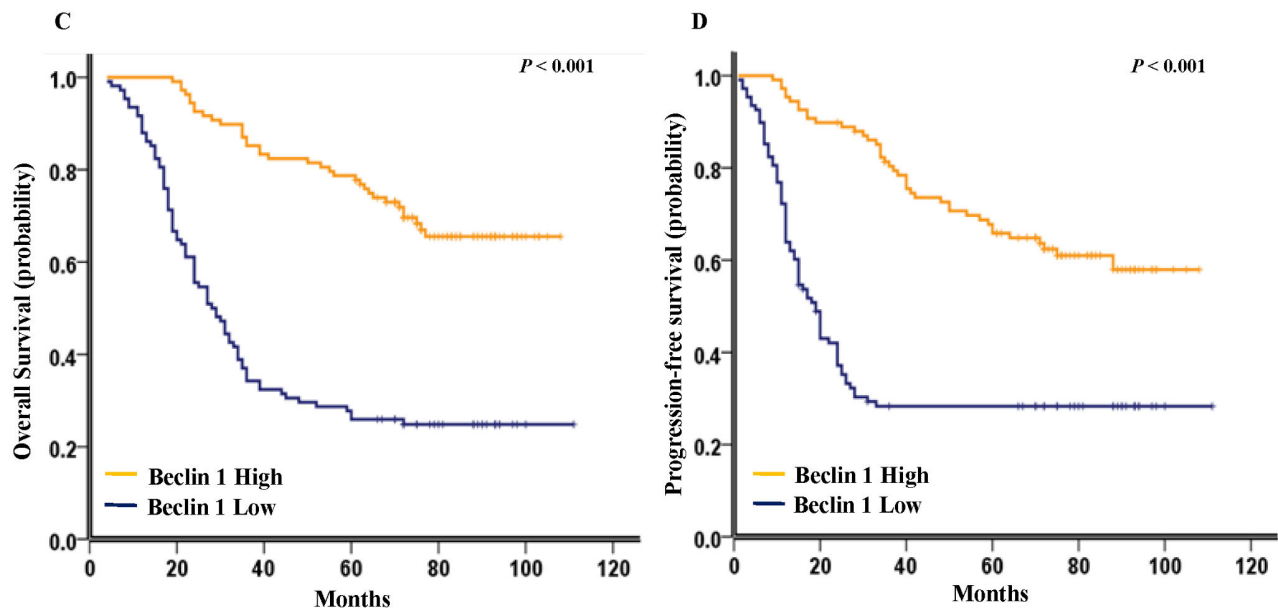 C
P < 0.001
Overall Survival (probability)
1.0
0.8
0.6
0.4
0.2
0.0
Beclin 1 High
Beclin 1 Low
0 20 40 60 80 100 120
Months
D
P < 0.001
Progression-free survival (probability)
1.0
0.8
0.6
0.4
0.2
0.0
Beclin 1 High
Beclin 1 Low
0 20 40 60 80 100 120
Months